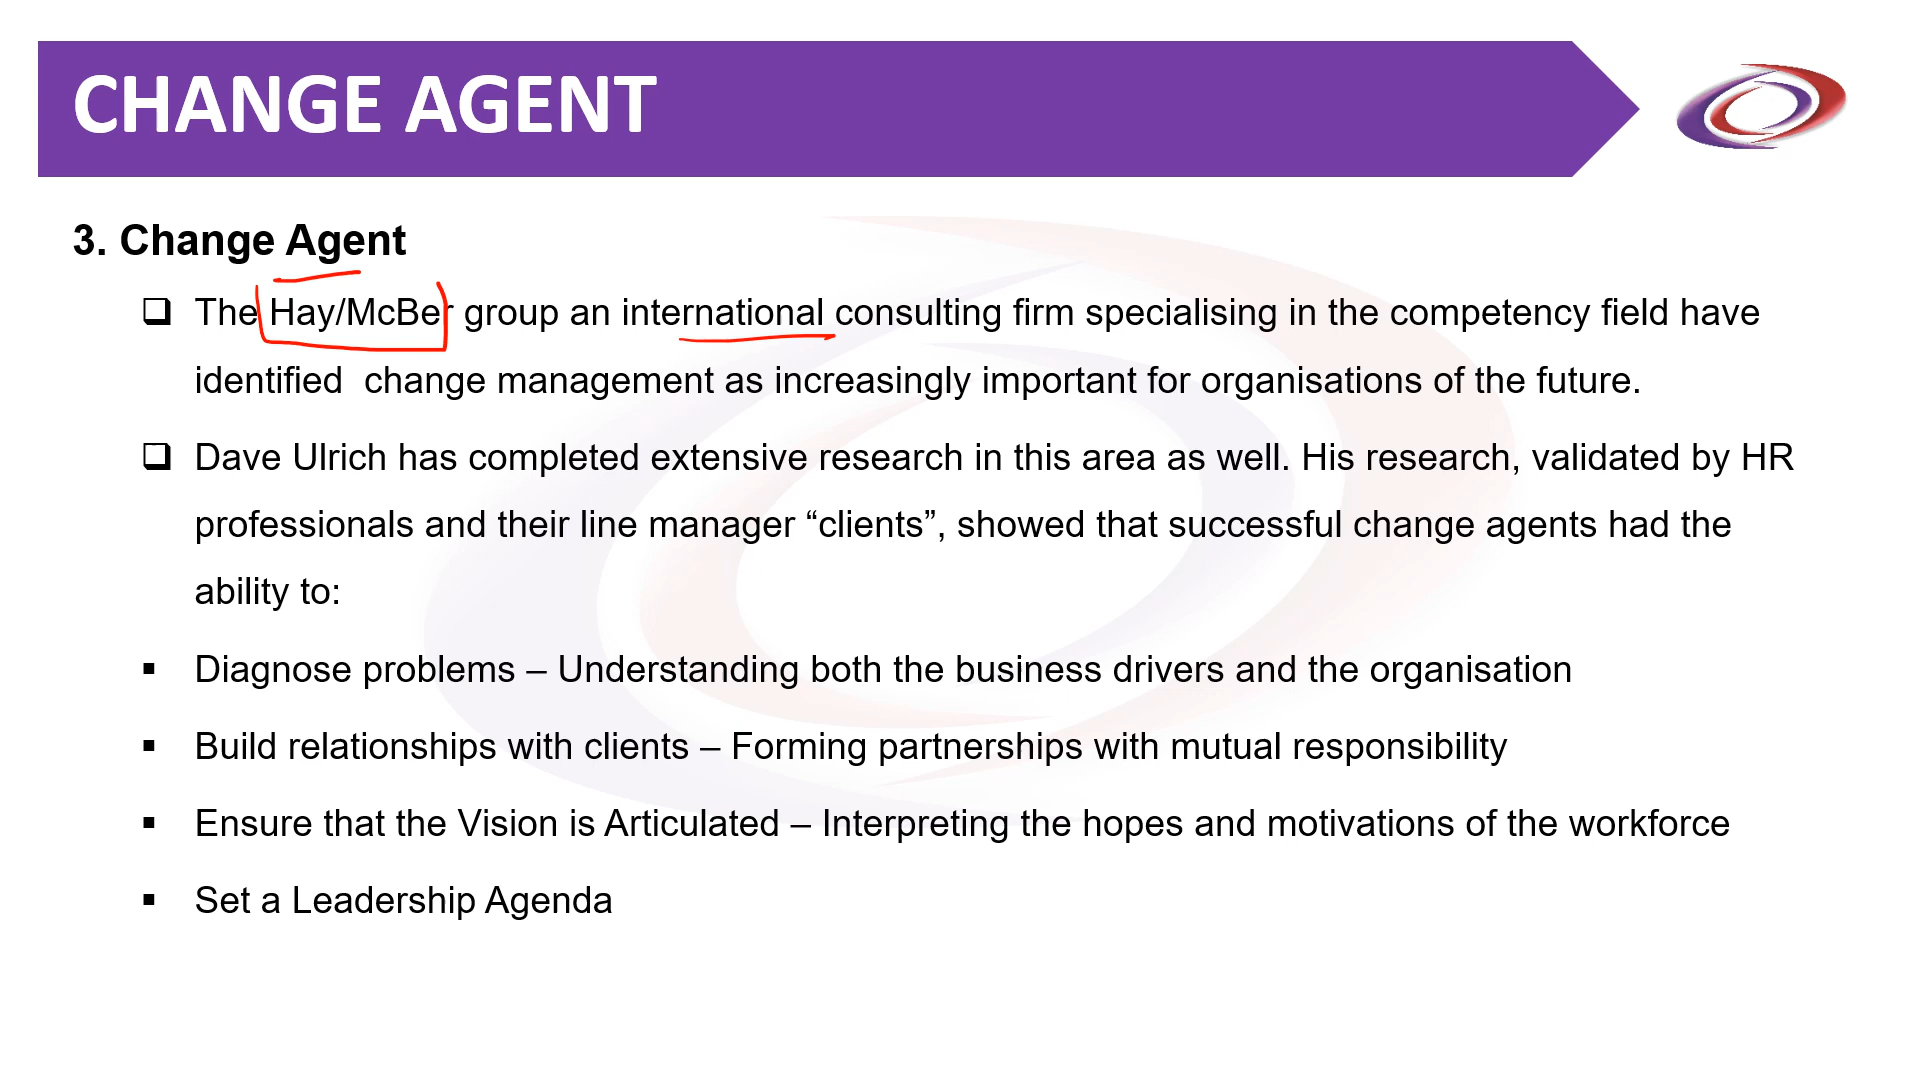 CHANGE AGENT
3. Change Agent
❑ The Hay/McBer group an international consulting firm specialising in the competency field have
identified  change management as increasingly important for organisations of the future.
❑ Dave Ulrich has completed extensive research in this area as well. His research, validated by HR
professionals and their line manager “clients”, showed that successful change agents had the
ability to:
▪ Diagnose problems – Understanding both the business drivers and the organisation
▪ Build relationships with clients – Forming partnerships with mutual responsibility
▪ Ensure that the Vision is Articulated – Interpreting the hopes and motivations of the workforce
▪ Set a Leadership Agenda